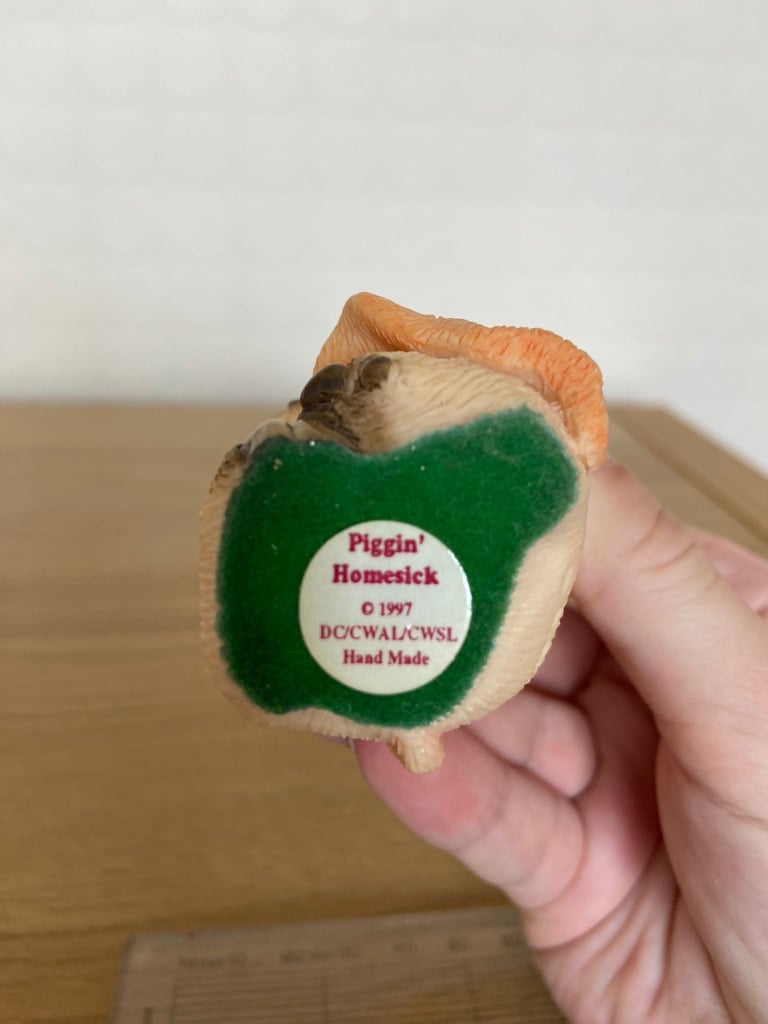 Piggin'
Homesick
© 1997
DC/CWAL/CWSL
Hand Made